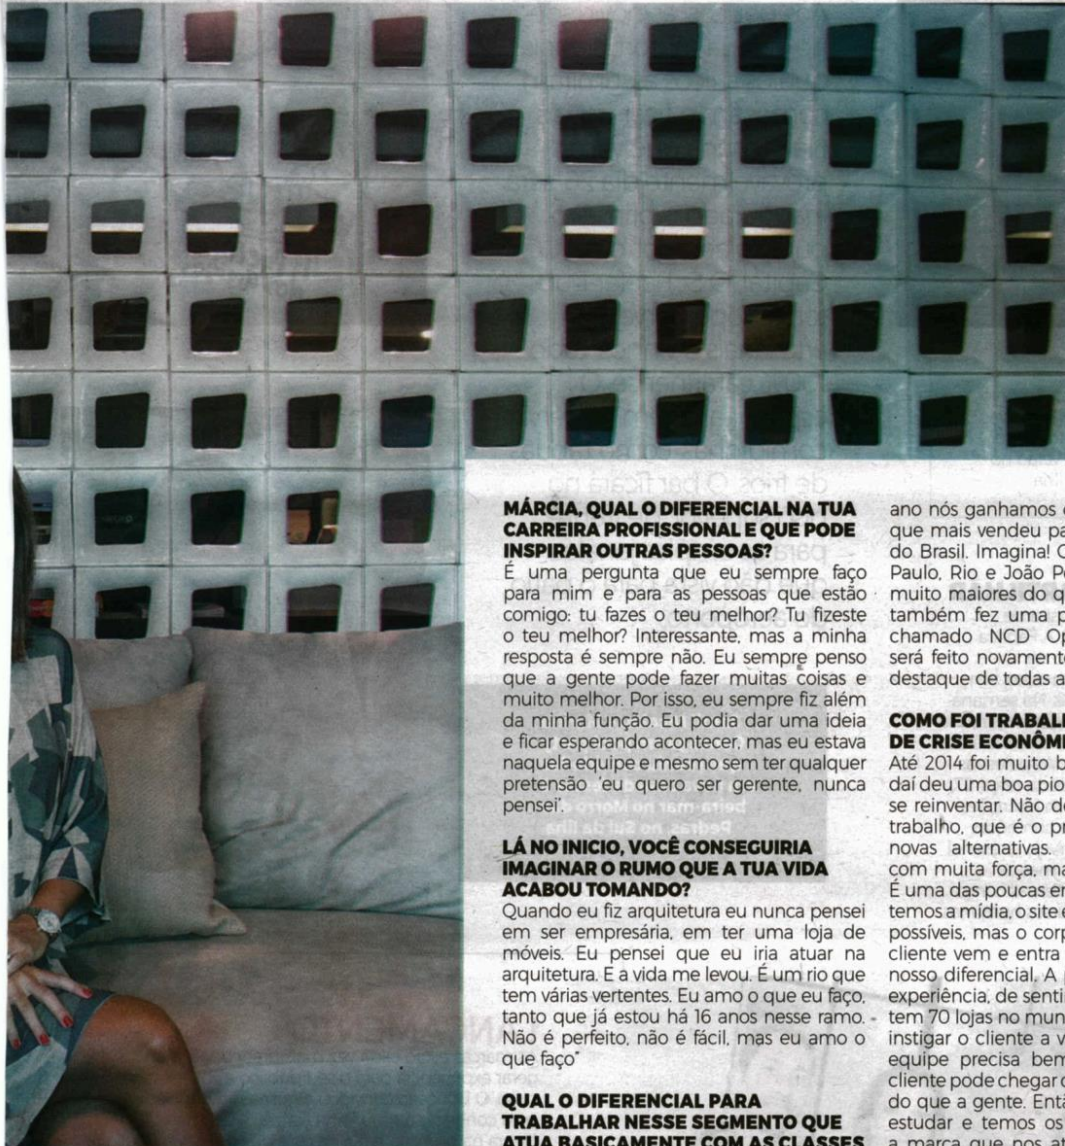 MÁRCIA, QUAL O DIFERENCIAL NA TUA
CARREIRA PROFISSIONAL E QUE PODE
INSPIRAR OUTRAS PESSOAS?
É uma pergunta que eu sempre faço
para mim e para as pessoas que estão
comigo: tu fazes o teu melhor? Tu fizeste
o teu melhor? Interessante, mas a minha
resposta é sempre não. Eu sempre penso
que a gente pode fazer muitas coisas e
muito melhor. Por isso, eu sempre fiz além
da minha função. Eu podia dar uma ideia
e ficar esperando acontecer, mas eu estava
naquela equipe e mesmo sem ter qualquer
pretensão 'eu quero ser gerente, nunca
pensei'.
LÁ NO INICIO, VOCÊ CONSEGUIRIA
IMAGINAR O RUMO QUE A TUA VIDA
ACABOU TOMANDO?
Quando eu fiz arquitetura eu nunca pensei
em ser empresária, em ter uma loja de
móveis. Eu pensei que eu iria atuar na
arquitetura. E a vida me levou. É um rio que
tem várias vertentes. Eu amo o que eu faço,
tanto que já estou há 16 anos nesse ramo.
Não é perfeito, não é fácil, mas eu amo o
que faço"
QUAL O DIFERENCIAL PARA
TRABALHAR NESSE SEGMENTO QUE
ATUA BASICAMENTE COM AS CLASSES
ano nós ganhamos
que mais vendeu
do Brasil. Imagina!
Paulo, Rio e João
muito maiores do
também fez uma
chamado NCD
será feito novamente
destaque de todas
COMO FOI
DE CRISE
Até 2014 foi muito
daí deu uma boa
se reinventar. Não
trabalho, que é o
novas alternativas.
com muita força,
É uma das poucas
temos a mídia, o site
possíveis, mas o
cliente vem e entra
nosso diferencial. A
experiência, de
tem 70 lojas no
instigar o cliente a
equipe precisa
cliente pode chegar
do que a gente.
estudar e temos os
a marca que nos